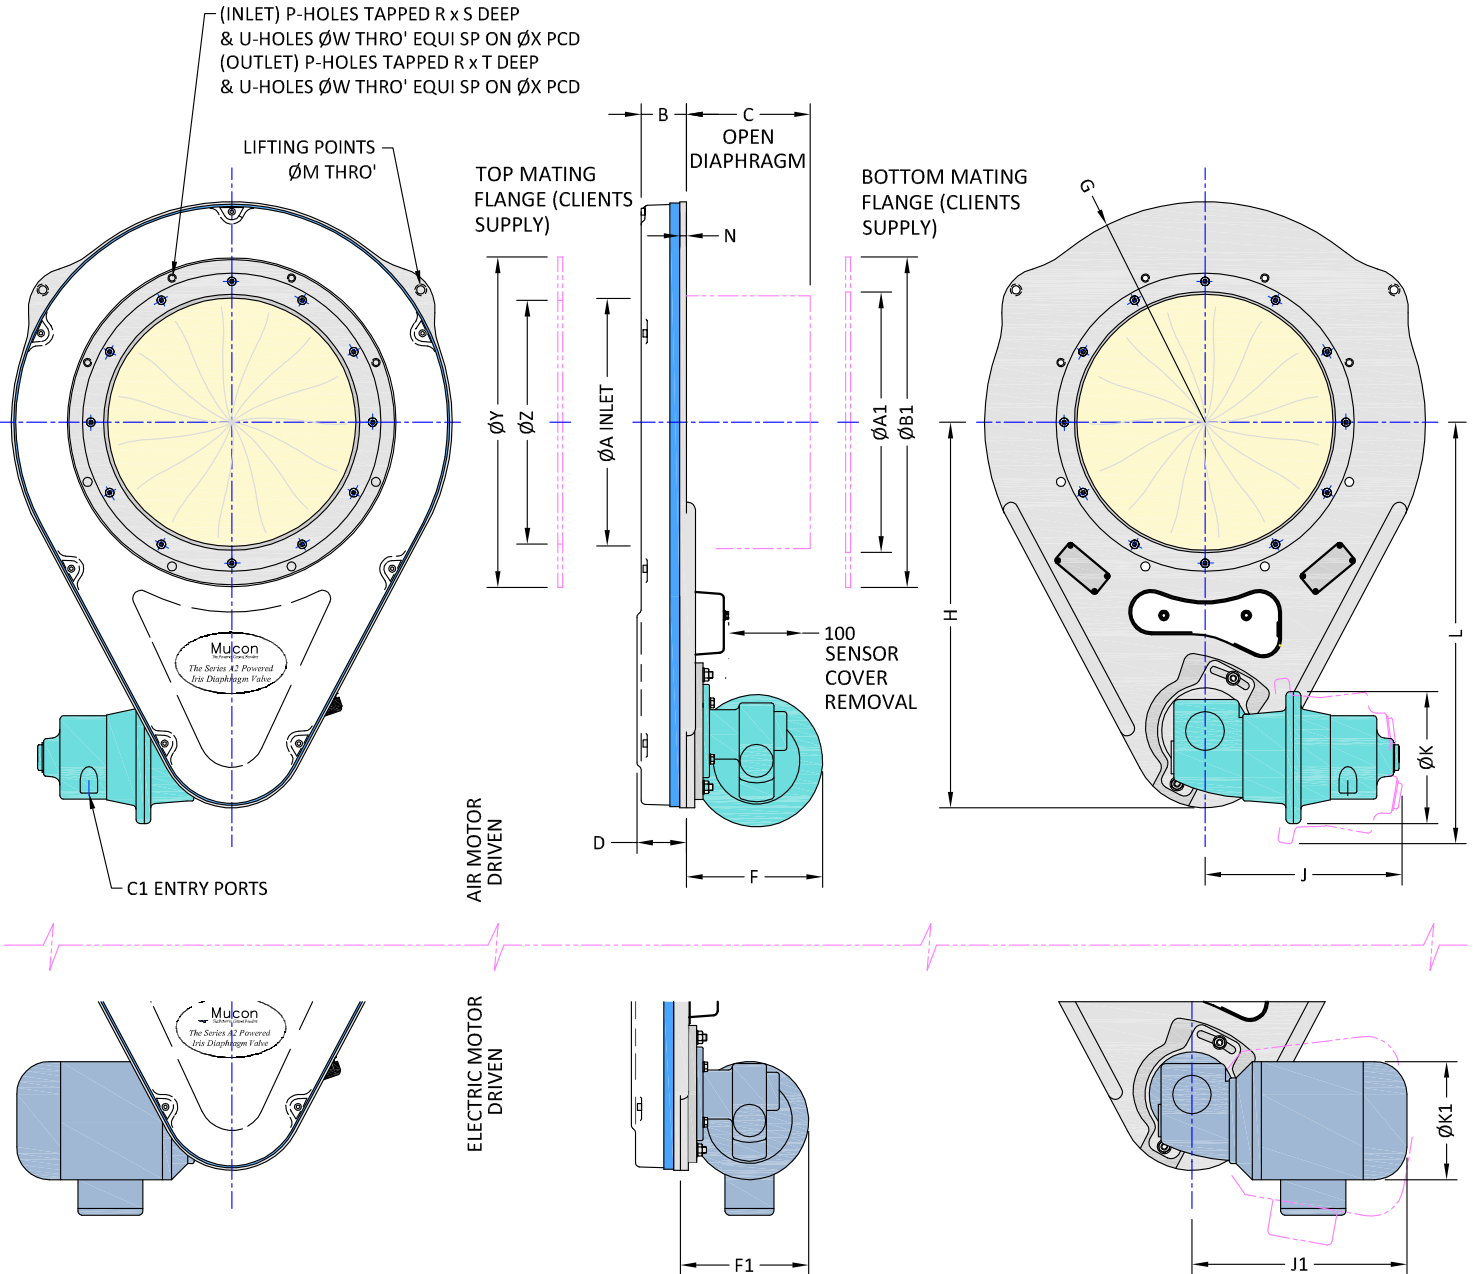 (INLET) P-HOLES TAPPED R x S DEEP
& U-HOLES ØW THRO' EQUI SP ON ØX PCD
(OUTLET) P-HOLES TAPPED R x T DEEP
& U-HOLES ØW THRO' EQUI SP ON ØX PCD
LIFTING POINTS
ØM THRO'
TOP MATING
FLANGE (CLIENTS
SUPPLY)
B
C
OPEN
DIAPHRAGM
BOTTOM MATING
FLANGE (CLIENTS
SUPPLY)
G
N
ØY
ØZ
ØA INLET
ØA1
ØB1
H
L
100
SENSOR
COVER
REMOVAL
Mucon
The Series A2 Powered
Iris Diaphragm Valve
ØK
D
F
J
C1 ENTRY PORTS
AIR MOTOR
DRIVEN
ELECTRIC MOTOR
DRIVEN
Mucon
The Series A2 Powered
Iris Diaphragm Valve
ØK1
F1
J1